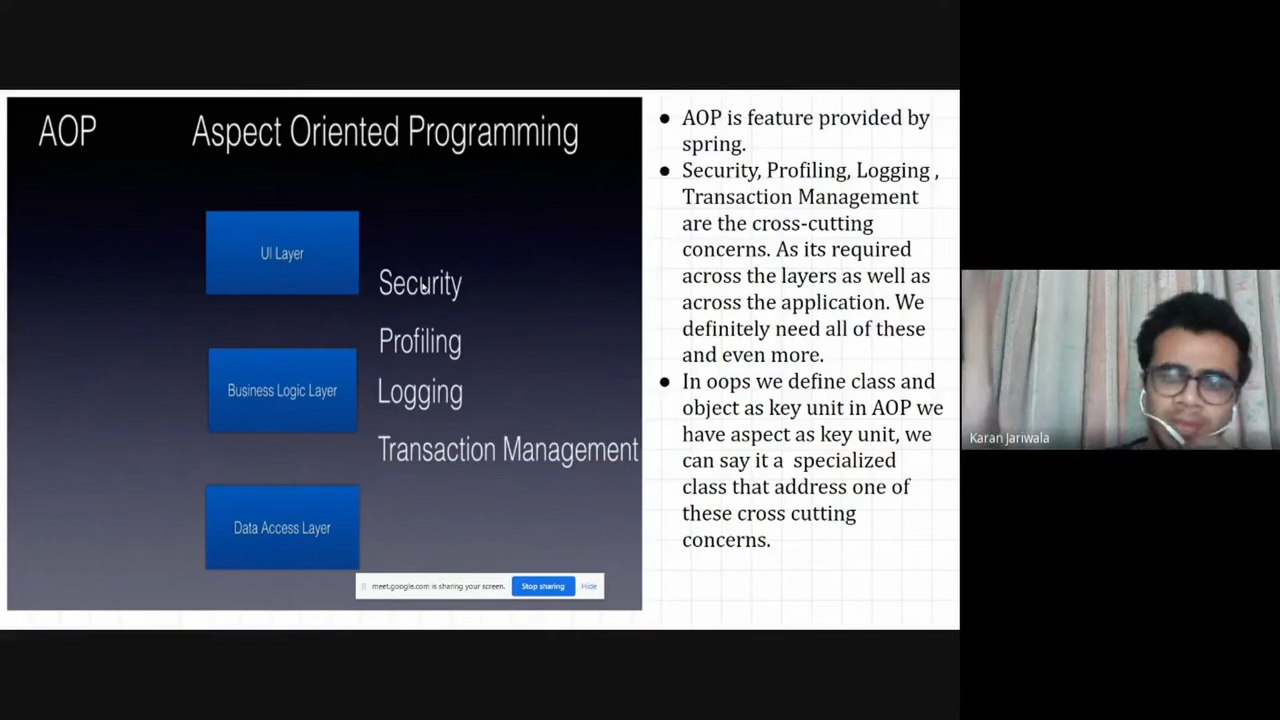 AOP
Aspect Oriented Programming
UI Layer
Security
Profiling
Business Logic Layer
Logging
Transaction Management
Data Access Layer
meet.google.com is sharing your screen.
Stop sharing
Hide
● AOP is feature provided by
spring.
● Security, Profiling, Logging ,
Transaction Management
are the cross-cutting
concerns. As its required
across the layers as well as
across the application. We
definitely need all of these
and even more.
● In oops we define class and
object as key unit in AOP we
have aspect as key unit, we
can say it a specialized
class that address one of
these cross cutting
concerns.
Karan Jariwala